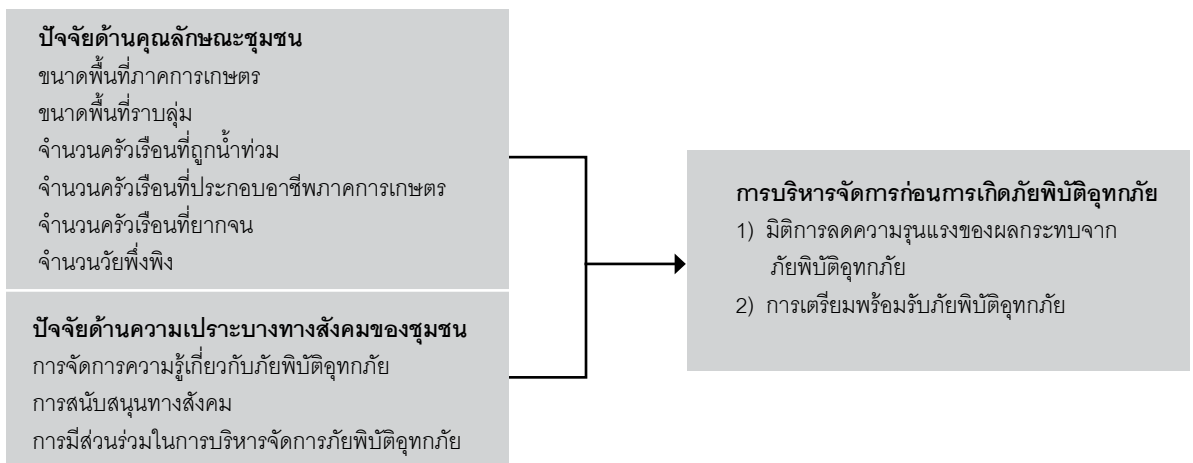 ปัจจัยด้านคุณลักษณะชุมชน
ขนาดพื้นที่ภาคการเกษตร
ขนาดพื้นที่ราบลุ่ม
จำนวนครัวเรือนที่ถูกน้ำท่วม
จำนวนครัวเรือนที่ประกอบอาชีพภาคการเกษตร
จำนวนครัวเรือนที่ยากจน
จำนวนวัยพึ่งพิง
ปัจจัยด้านความเปราะบางทางสังคมของชุมชน
การจัดการความรู้เกี่ยวกับภัยพิบัติอุทกภัย
การสนับสนุนทางสังคม
การมีส่วนร่วมในการบริหารจัดการภัยพิบัติอุทกภัย
การบริหารจัดการก่อนการเกิดภัยพิบัติอุทกภัย
1) มิติการลดความรุนแรงของผลกระทบจาก
ภัยพิบัติอุทกภัย
2) การเตรียมพร้อมรับภัยพิบัติอุทกภัย